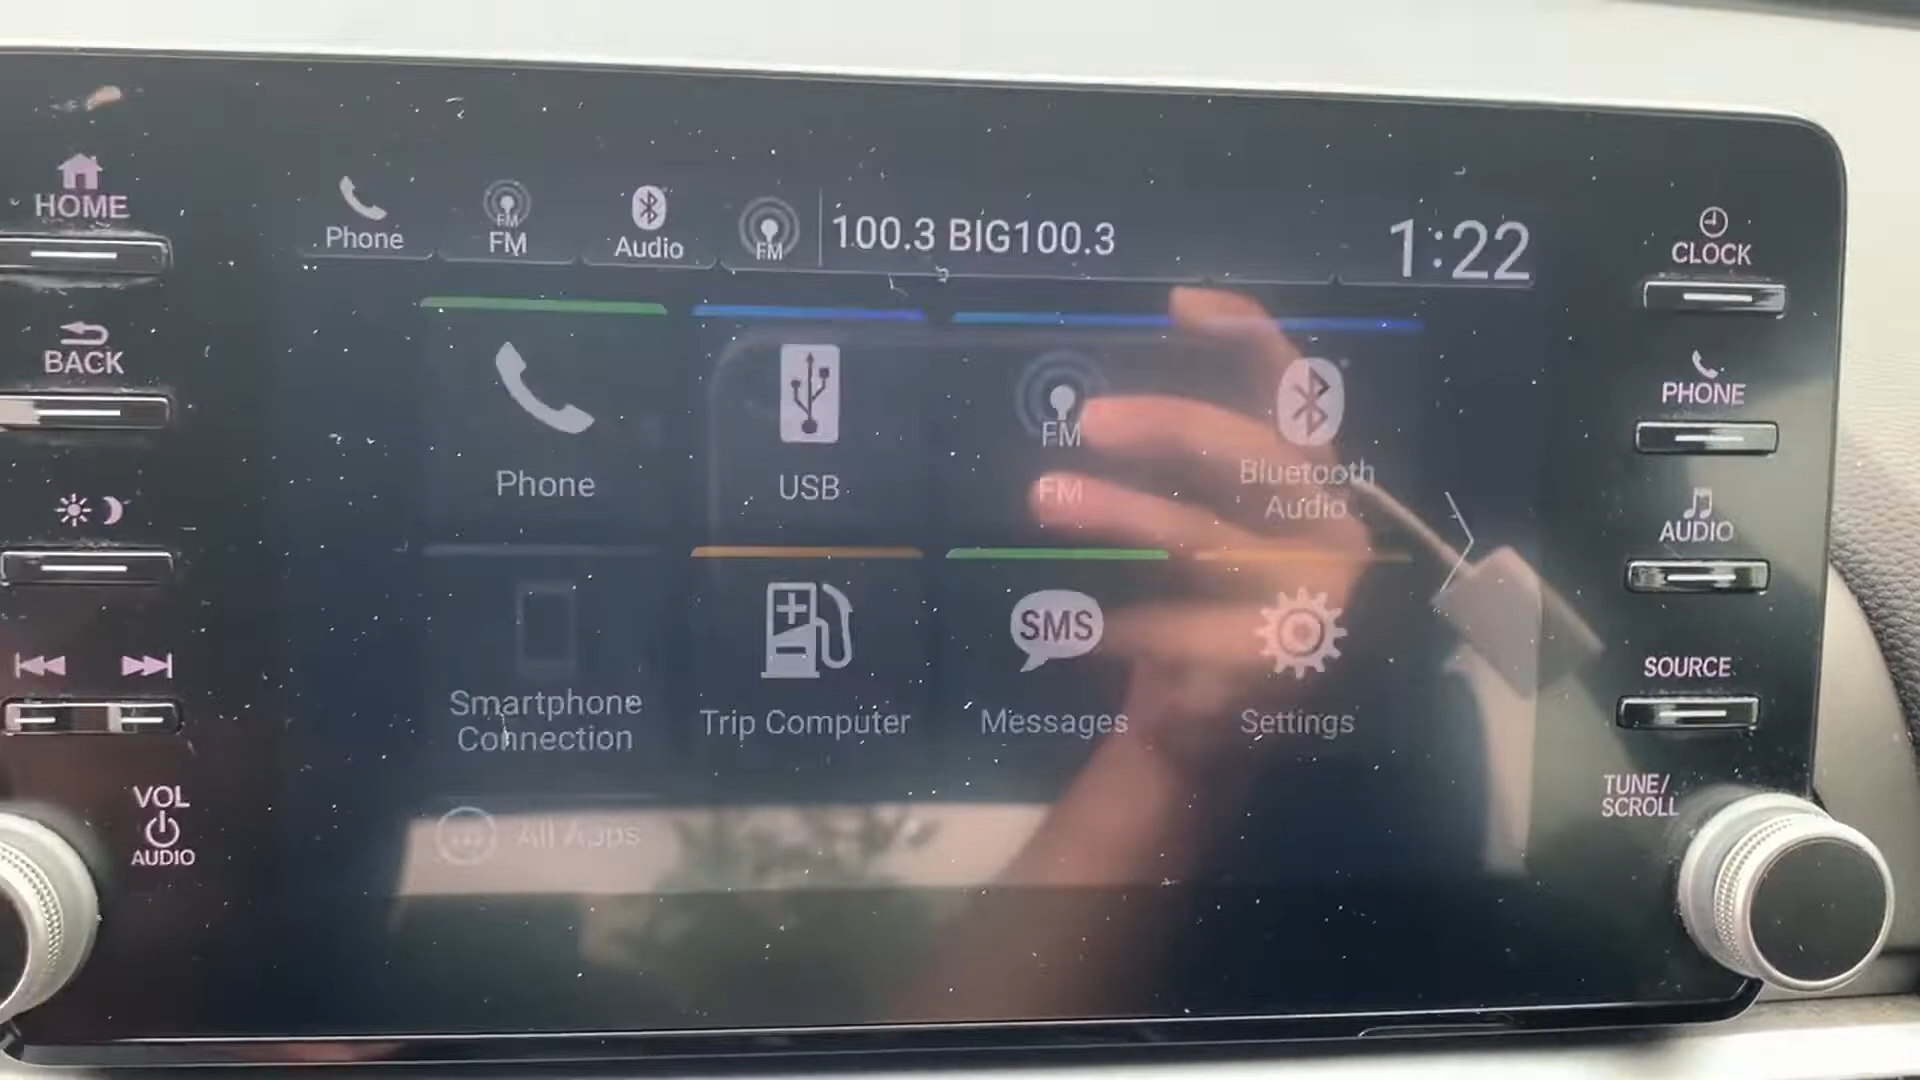 HOME
BACK
VOL
AUDIO
Phone
FM
FM
Audio
FM
100.3 BIG100.3
1:22
Phone
USB
FM
FM
Bluetooth
Audio
Smartphone
Connection
Trip Computer
SMS
Messages
Settings
All Apps
CLOCK
PHONE
AUDIO
SOURCE
TUNE/
SCROLL